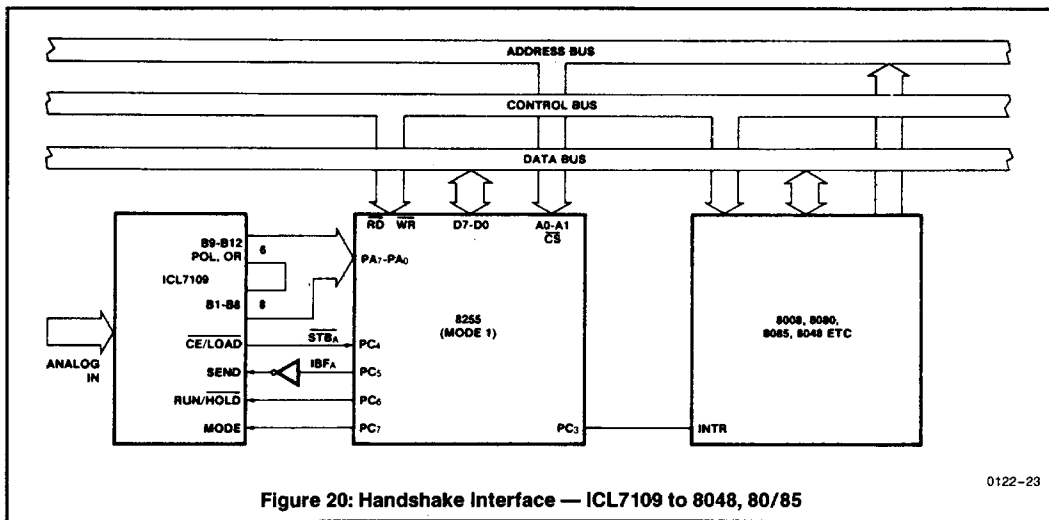 ADDRESS BUS
CONTROL BUS
DATA BUS
RD WR
D7-D0
A0-A1
CS
B9-B12
POL, OR
6
ICL7109
B1-B8
8
PA7-PA0
8255
(MODE 1)
8008, 8080,
8085, 8048 ETC
ANALOG
IN
CE/LOAD
STBA
PC4
SEND
IBFA
PC5
RUN/HOLD
PC6
MODE
PC7
PC3
INTR
0122-23
Figure 20: Handshake Interface — ICL7109 to 8048, 80/85